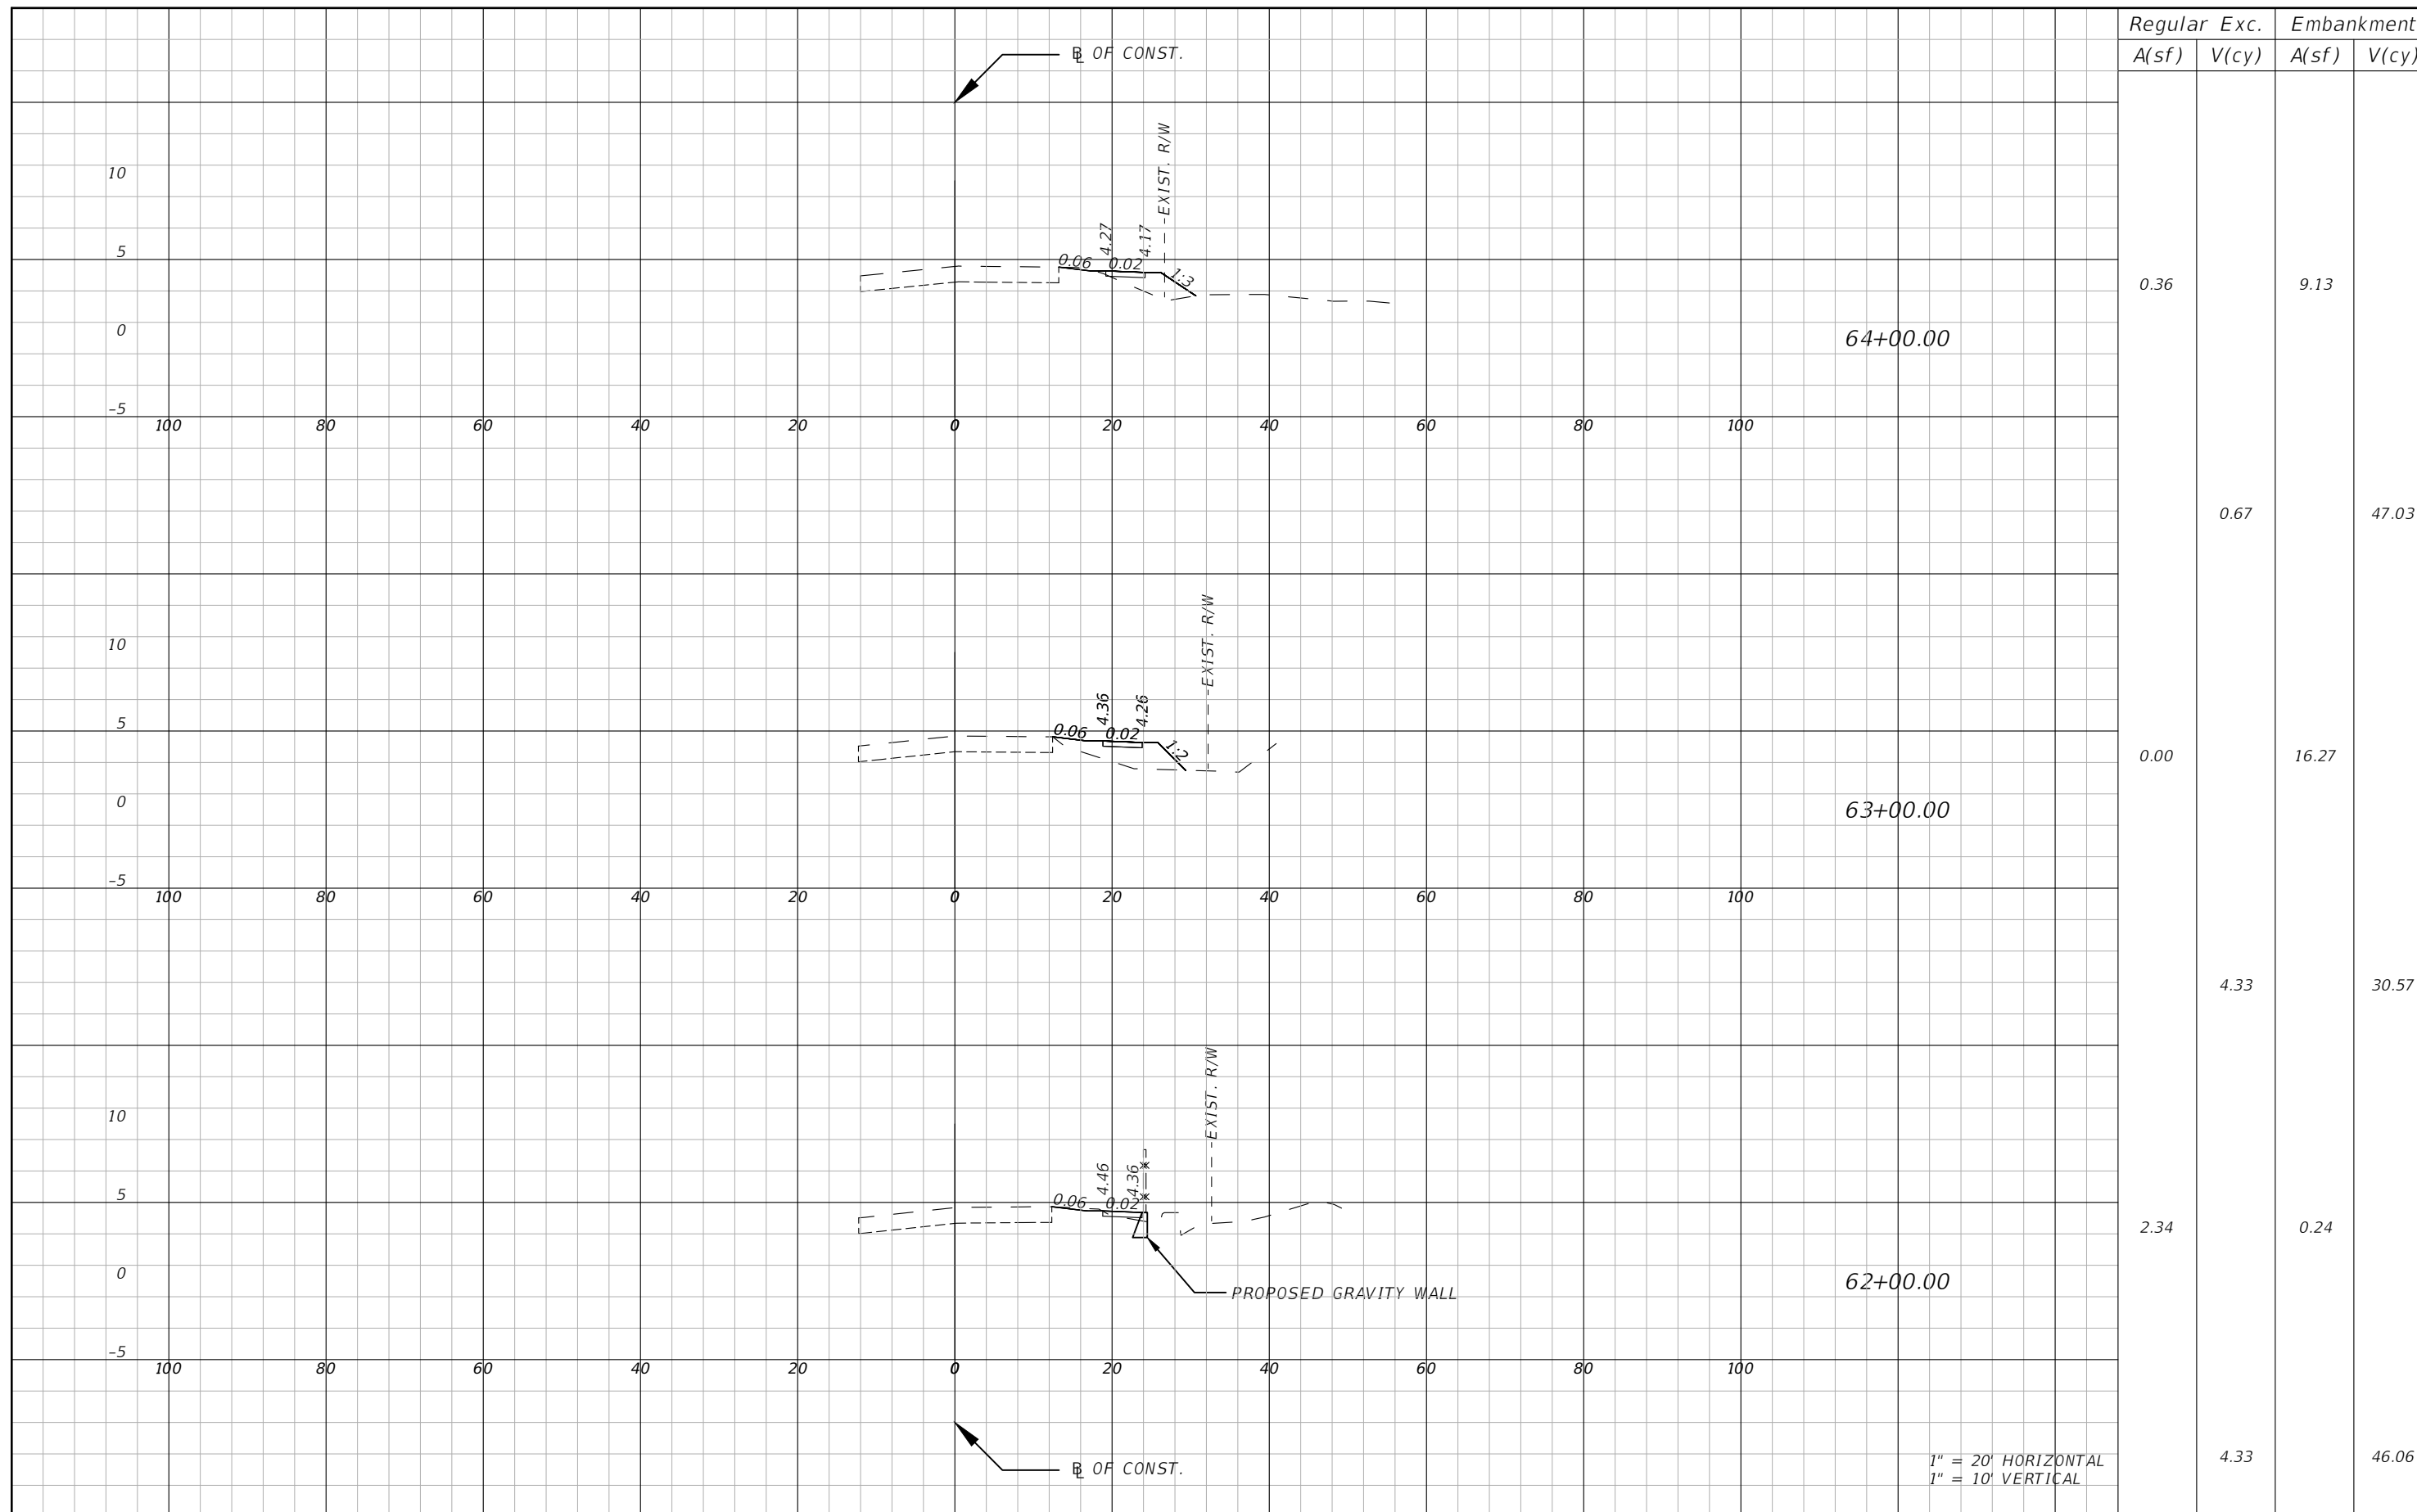 Regular Exc. Embankment
A(sf) V(cy) A(sf) V(cy)
℄ OF CONST.
EXIST. R/W
10
5
0
-5
4.27
4.17
0.06
0.02
1:3
0.36
9.13
64+00.00
100 80 60 40 20 0 20 40 60 80 100
0.67 47.03
EXIST. R/W
10
5
0
-5
4.36
4.26
0.06
0.02
1:2
0.00
16.27
63+00.00
100 80 60 40 20 0 20 40 60 80 100
4.33 30.57
EXIST. R/W
10
5
0
-5
4.46
4.36
0.06
0.02
2.34
0.24
62+00.00
PROPOSED GRAVITY WALL
100 80 60 40 20 0 20 40 60 80 100
℄ OF CONST.
4.33 46.06
1" = 20' HORIZONTAL
1" = 10' VERTICAL